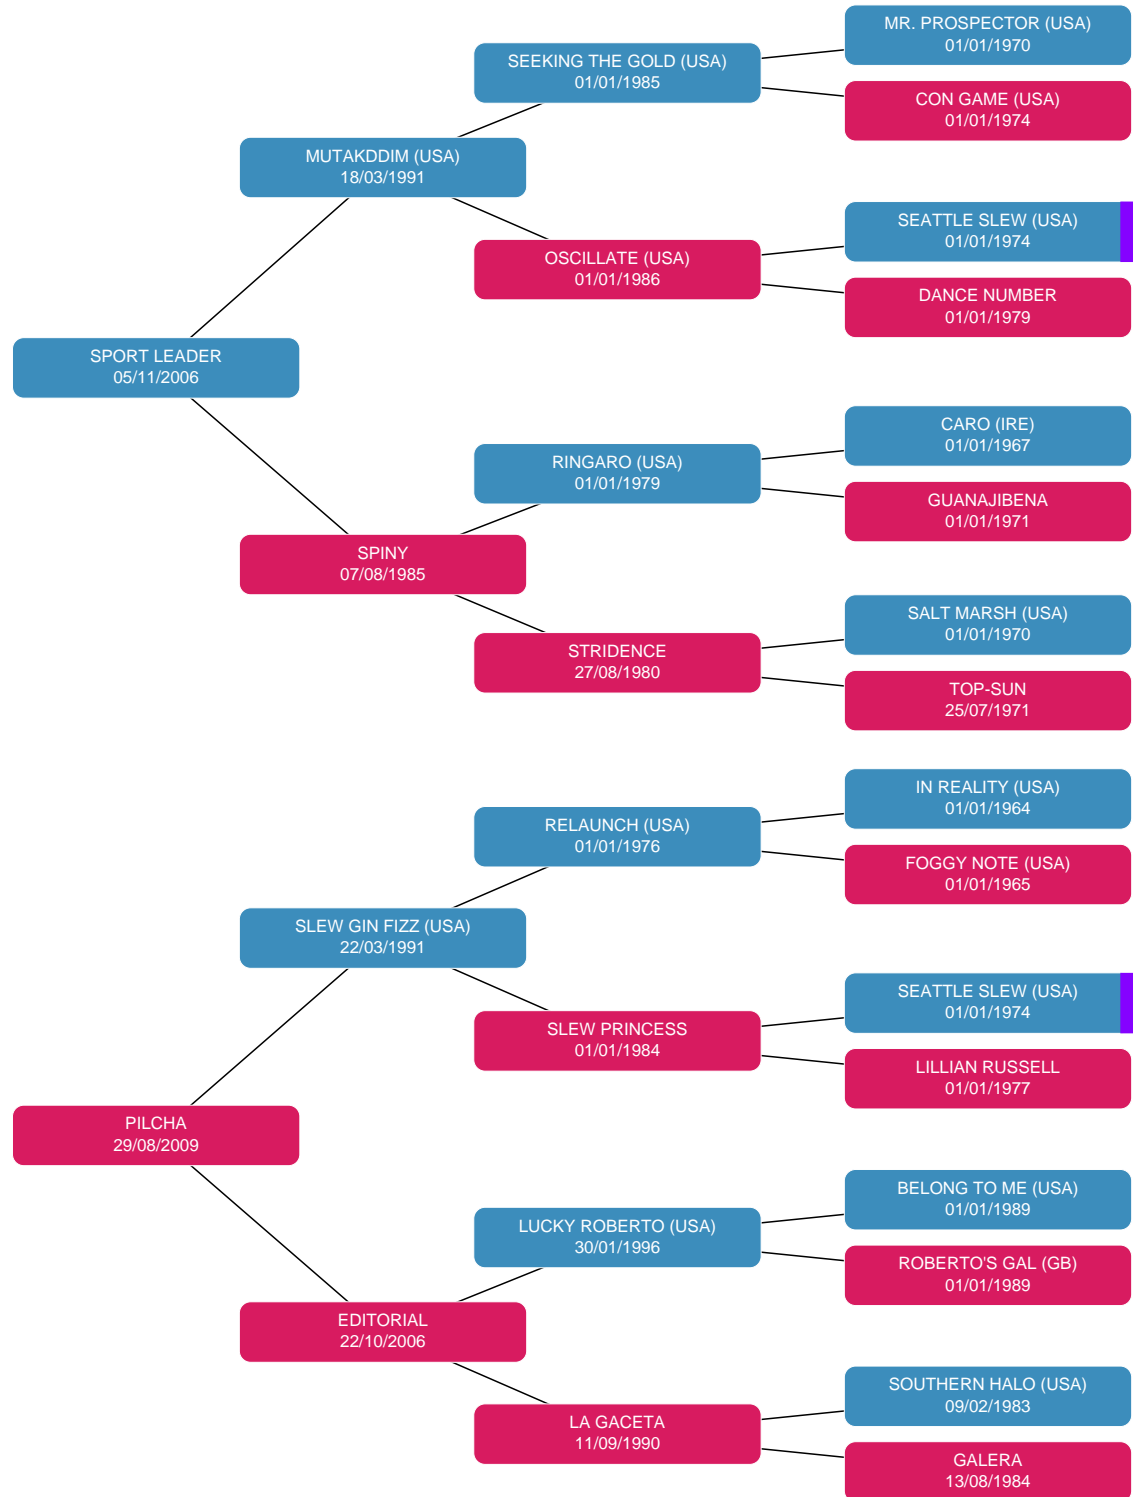 MR. PROSPECTOR (USA)
01/01/1970
SEEKING THE GOLD (USA)
01/01/1985
CON GAME (USA)
01/01/1974
MUTAKDDIM (USA)
18/03/1991
SEATTLE SLEW (USA)
01/01/1974
OSCILLATE (USA)
01/01/1986
DANCE NUMBER
01/01/1979
SPORT LEADER
05/11/2006
CARO (IRE)
01/01/1967
RINGARO (USA)
01/01/1979
GUANAJIBENA
01/01/1971
SPINY
07/08/1985
SALT MARSH (USA)
01/01/1970
STRIDENCE
27/08/1980
TOP-SUN
25/07/1971
IN REALITY (USA)
01/01/1964
RELAUNCH (USA)
01/01/1976
FOGGY NOTE (USA)
01/01/1965
SLEW GIN FIZZ (USA)
22/03/1991
SEATTLE SLEW (USA)
01/01/1974
SLEW PRINCESS
01/01/1984
LILLIAN RUSSELL
01/01/1977
PILCHA
29/08/2009
BELONG TO ME (USA)
01/01/1989
LUCKY ROBERTO (USA)
30/01/1996
ROBERTO'S GAL (GB)
01/01/1989
EDITORIAL
22/10/2006
SOUTHERN HALO (USA)
09/02/1983
LA GACETA
11/09/1990
GALERA
13/08/1984